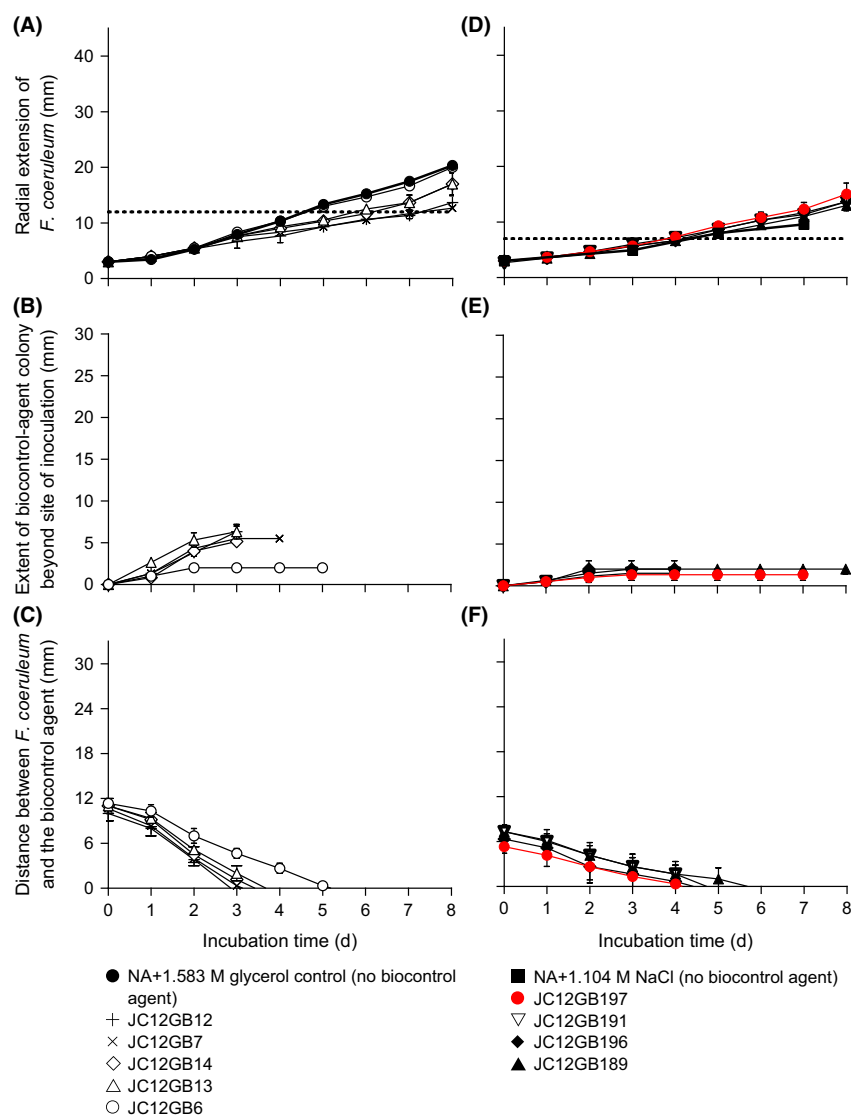 (A)
Radial extension of
F. coeruleum (mm)
40
30
20
10
0
(D)
(B)
Extent of biocontrol-agent colony
beyond site of inoculation (mm)
30
25
20
15
10
5
0
(E)
(C)
Distance between F. coeruleum
and the biocontrol agent (mm)
30
24
18
12
6
0
0 1 2 3 4 5 6 7 8
Incubation time (d)
(F)
0 1 2 3 4 5 6 7 8
Incubation time (d)
NA+1.583 M glycerol control (no biocontrol
agent)
JC12GB12
JC12GB7
JC12GB14
JC12GB13
JC12GB6
NA+1.104 M NaCl (no biocontrol agent)
JC12GB197
JC12GB191
JC12GB196
JC12GB189